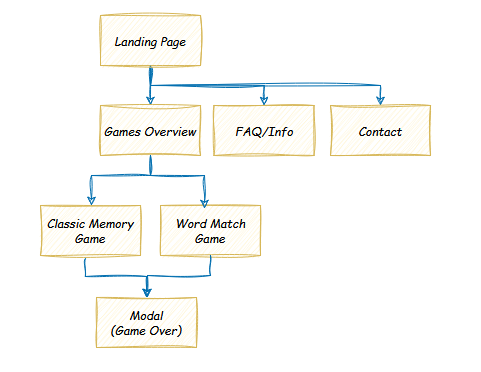 Landing Page
Games Overview
FAQ/Info
Contact
Classic Memory
Game
Word Match
Game
Modal
(Game Over)